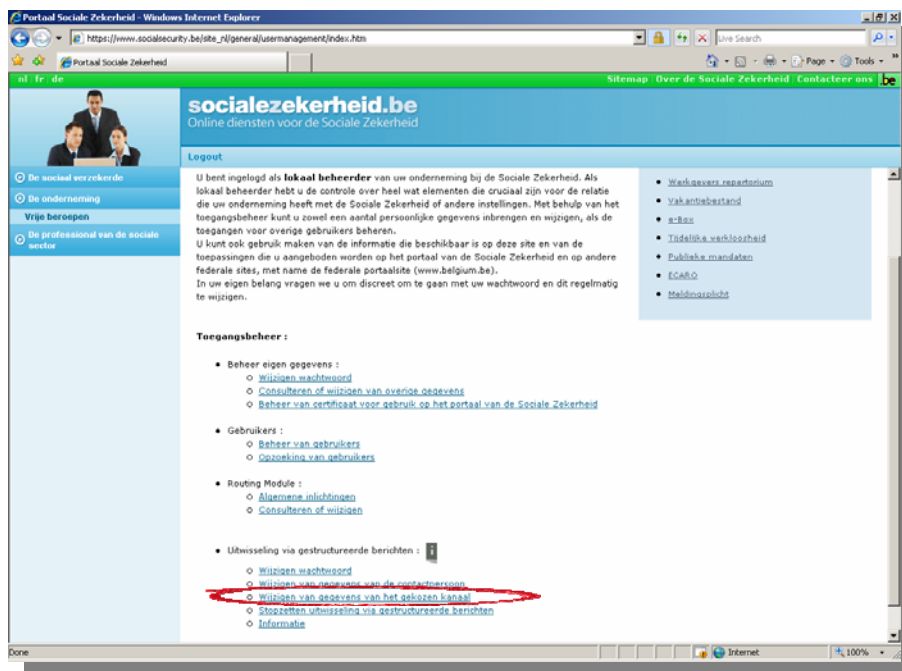 Portaal Sociale Zekerheid - Windows Internet Explorer
https://www.socialsecurity.be/site_nl/general/usermanagement/index.htm
Live Search
Portaal Sociale Zekerheid
Page
Tools
nl fr de
Sitemap Over de Sociale Zekerheid Contacteer ons .be
socialezekerheid.be
Online diensten voor de Sociale Zekerheid
Logout
De sociaal verzekerde
De onderneming
Vrije beroepen
De professional van de sociale
sector
U bent ingelogd als lokaal beheerder van uw onderneming bij de Sociale Zekerheid. Als
lokaal beheerder hebt u de controle over heel wat elementen die cruciaal zijn voor de relatie
die uw onderneming heeft met de Sociale Zekerheid of andere instellingen. Met behulp van het
toegangsbeheer kunt u zowel een aantal persoonlijke gegevens inbrengen en wijzigen, als de
toegangen voor overige gebruikers beheren.
U kunt ook gebruik maken van de informatie die beschikbaar is op deze site en van de
toepassingen die u aangeboden worden op het portaal van de Sociale Zekerheid en op andere
federale sites, met name de federale portaalsite (www.belgium.be).
In uw eigen belang vragen we u om discreet om te gaan met uw wachtwoord en dit regelmatig
te wijzigen.
Werkgevers repertorium
Vakantiebestand
e-Box
Tijdelijke werkloosheid
Publieke mandaten
ECARO
Meldingsplicht
Toegangsbeheer :
Beheer eigen gegevens :
Wijzigen wachtwoord
Consulteren of wijzigen van overige gegevens
Beheer van certificaat voor gebruik op het portaal van de Sociale Zekerheid
Gebruikers :
Beheer van gebruikers
Opzoeking van gebruikers
Routing Module :
Algemene inlichtingen
Consulteren of wijzigen
Uitwisseling via gestructureerde berichten : i
Wijzigen wachtwoord
Wijzigen van gegevens van de contactpersoon
Wijzigen van gegevens van het gekozen kanaal
Stopzetten uitwisseling via gestructureerde berichten
Informatie
Done
Internet
100%